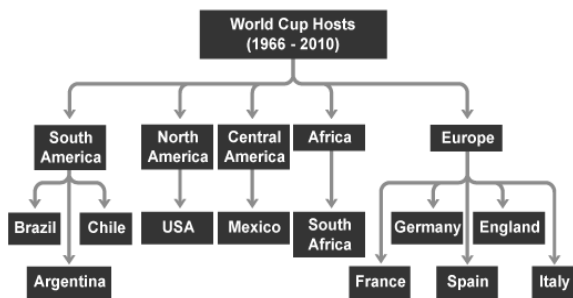 World Cup Hosts
(1966 - 2010)
South
America
North
America
Central
America
Africa
Europe
Brazil
Chile
USA
Mexico
South
Africa
Germany
England
Argentina
France
Spain
Italy